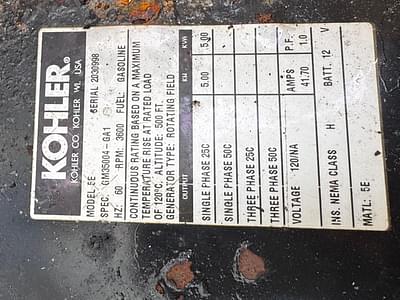 KOHLER®
KOHLER CO. KOHLER WI. USA
MODEL 5E SERIAL 2030998
SPEC. GM35004-GA1
HZ: 60 RPM: 3600 FUEL: GASOLINE
CONTINUOUS RATING BASED ON A MAXIMUM
TEMPERATURE RISE AT RATED LOAD
OF 120°C. ALTITUDE: 500 FT.
GENERATOR TYPE: ROTATING FIELD
OUTPUT KW KVA
SINGLE PHASE 25C 5.00 5.00
SINGLE PHASE 50C
THREE PHASE 25C
THREE PHASE 50C AMPS P.F.
VOLTAGE 120/NA 41.70 1.0
INS. NEMA CLASS H BATT. 12 V
MATL: 5E